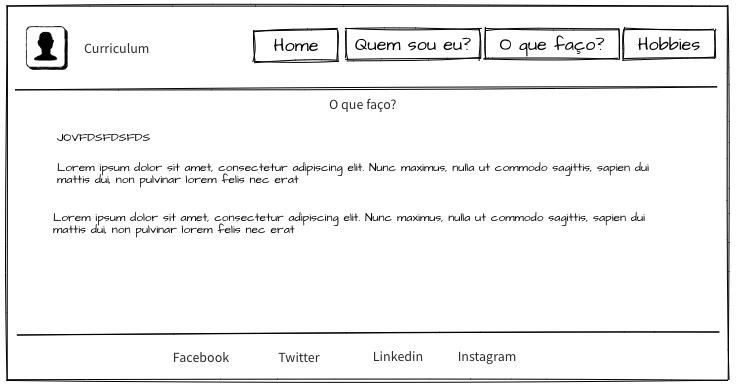 Curriculum
Home
Quem sou eu?
O que faço?
Hobbies
O que faço?
JOVFDSFDSFDS
Lorem ipsum dolor sit amet, consectetur adipiscing elit. Nunc maximus, nulla ut commodo sagittis, sapien dui
mattis dui, non pulvinar lorem felis nec erat
Lorem ipsum dolor sit amet, consectetur adipiscing elit. Nunc maximus, nulla ut commodo sagittis, sapien dui
mattis dui, non pulvinar lorem felis nec erat
Facebook
Twitter
Linkedin
Instagram